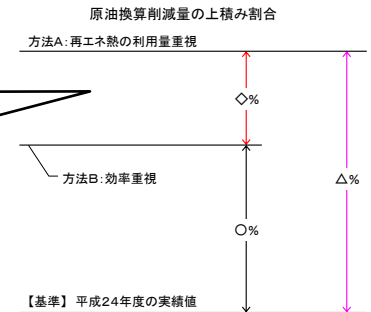 原油換算削減量の上積み割合
方法A:再エネ熱の利用量重視
◇%
方法B:効率重視
△%
○%
【基準】平成24年度の実績値